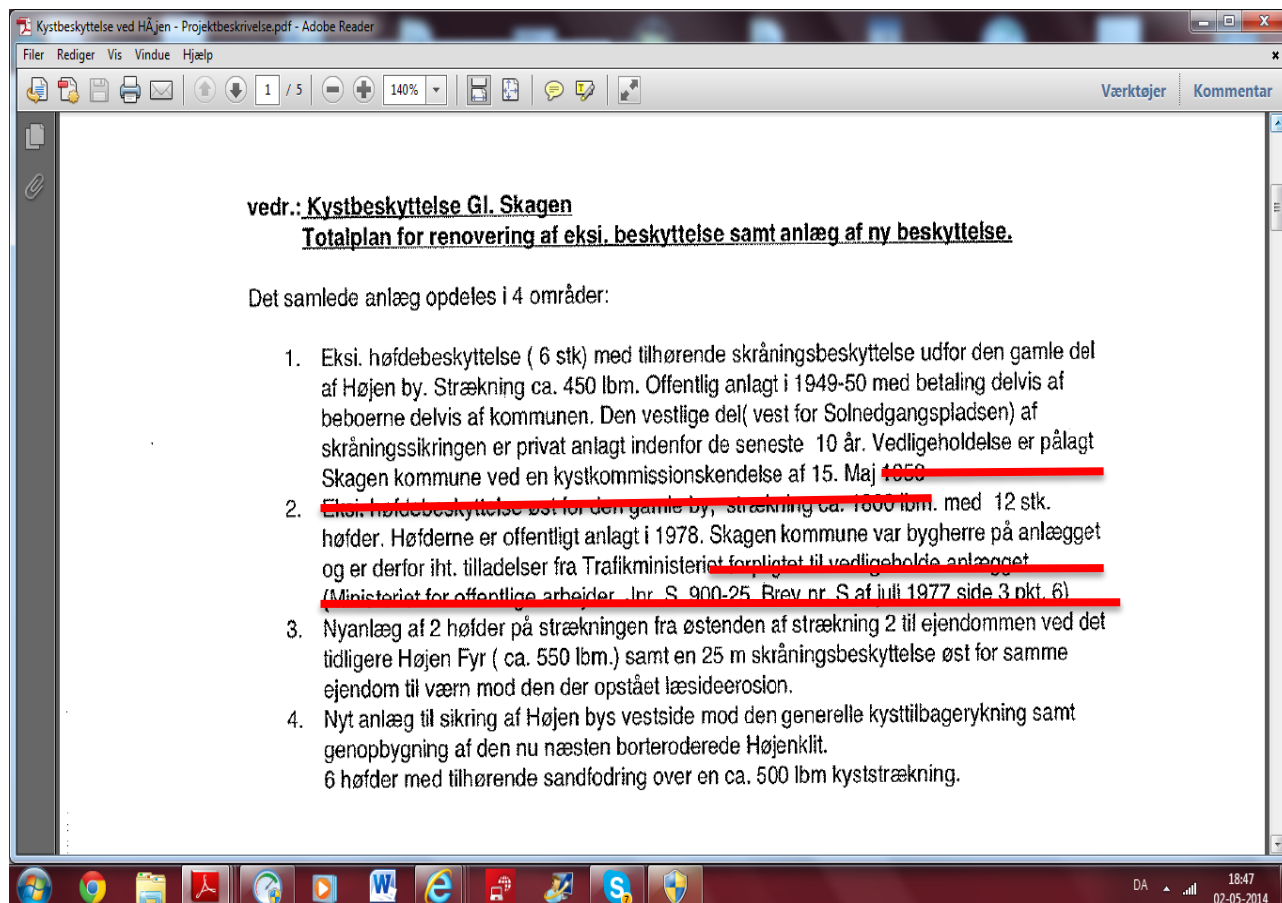 Kystbeskyttelse ved HÃ¸jen - Projektbeskrivelse.pdf - Adobe Reader
Filer Rediger Vis Vindue Hjælp
1 / 5 140% Værktøjer Kommentar
vedr.: Kystbeskyttelse Gl. Skagen
Totalplan for renovering af eksi. beskyttelse samt anlæg af ny beskyttelse.
Det samlede anlæg opdeles i 4 områder:
1. Eksi. høfdebeskyttelse ( 6 stk) med tilhørende skråningsbeskyttelse udfor den gamle del
af Højen by. Strækning ca. 450 lbm. Offentlig anlagt i 1949-50 med betaling delvis af
beboerne delvis af kommunen. Den vestlige del( vest for Solnedgangspladsen) af
skråningssikringen er privat anlagt indenfor de seneste 10 år. Vedligeholdelse er pålagt
Skagen kommune ved en kystkommissionskendelse af 15. Maj
2. Eksi. høfdebeskyttelse øst for den gamle by, strækning ca. 1800 lbm. med 12 stk.
høfder. Høfderne er offentligt anlagt i 1978. Skagen kommune var bygherre på anlægget
og er derfor iht. tilladelser fra Trafikministeriet forpligtet til vedligeholde anlægget
(Ministeriet for offentlige arbejder. Jnr. S. 900-25. Brev nr. S af juli 1977 side 3 pkt. 6)
3. Nyanlæg af 2 høfder på strækningen fra østenden af strækning 2 til ejendommen ved det
tidligere Højen Fyr ( ca. 550 lbm.) samt en 25 m skråningsbeskyttelse øst for samme
ejendom til værn mod den der opstået læsideerosion.
4. Nyt anlæg til sikring af Højen bys vestside mod den generelle kysttilbagerykning samt
genopbygning af den nu næsten borteroderede Højenklit.
6 høfder med tilhørende sandfodring over en ca. 500 lbm kyststrækning.
DA 18:47
02-05-2014